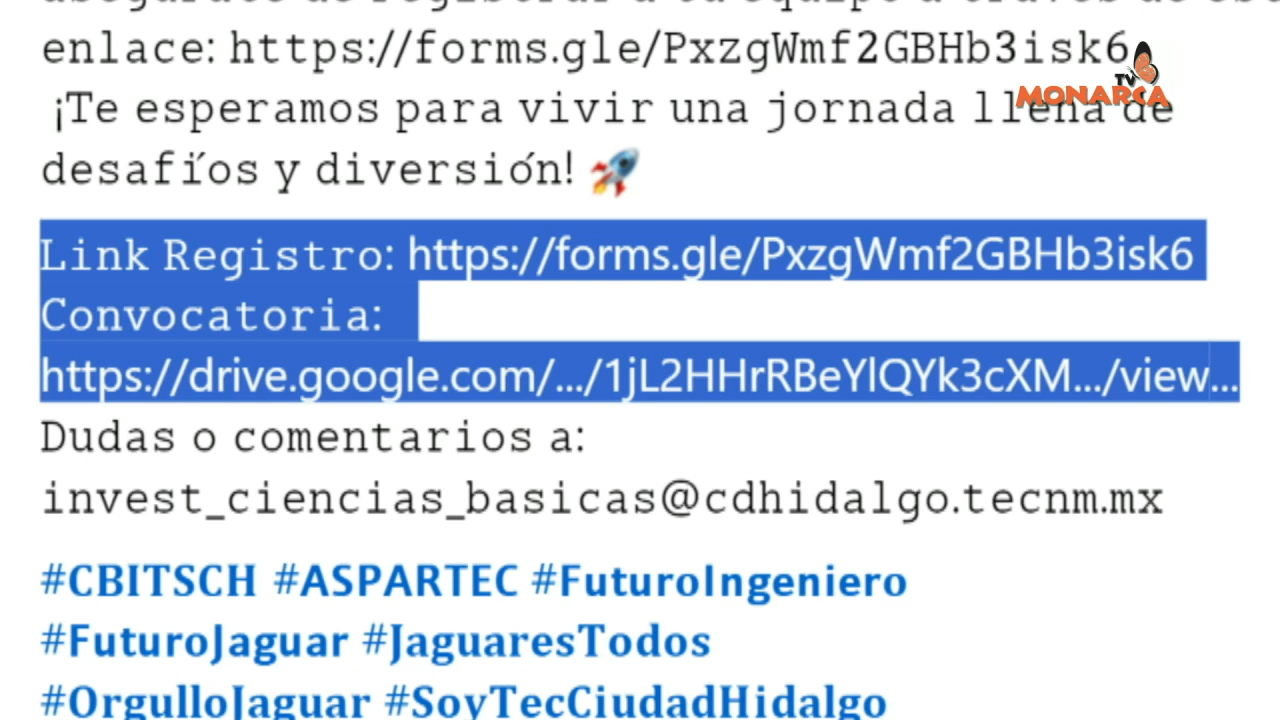 enlace: https://forms.gle/PxzgWmf2GBHb3isk6
TV
MONARCA
¡Te esperamos para vivir una jornada llena de
desafíos y diversión! 🚀
Link Registro: https://forms.gle/PxzgWmf2GBHb3isk6
Convocatoria:
https://drive.google.com/.../1jL2HHrRBeYlQYk3cXM.../view...
Dudas o comentarios a:
invest_ciencias_basicas@cdhidalgo.tecnm.mx
#CBITSCH #ASPARTEC #FuturoIngeniero
#FuturoJaguar #JaguaresTodos
#OrgulloJaguar #SoyTecCiudadHidalgo